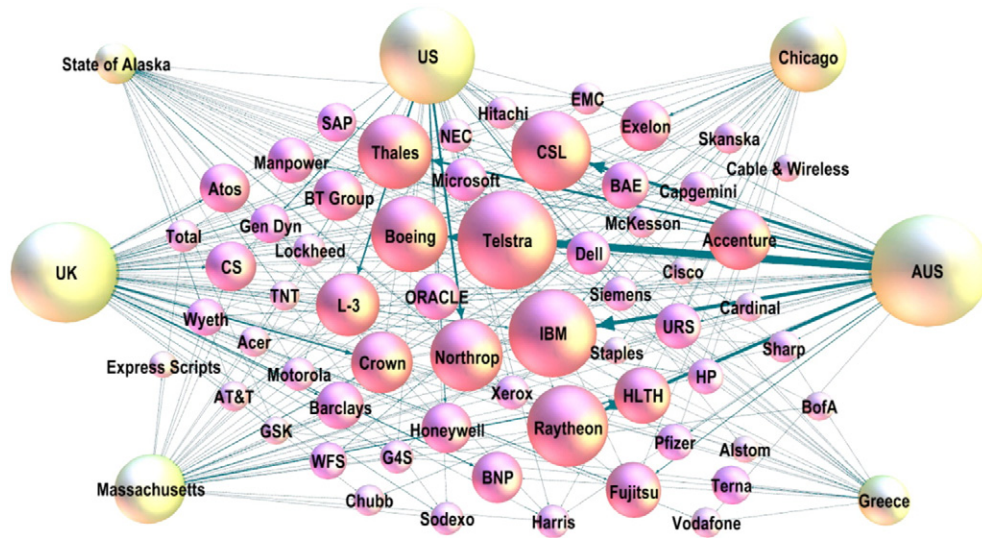 State of Alaska
US
Chicago
EMC
Hitachi
SAP
NEC
Exelon
Skanska
Thales
CSL
Manpower
Cable & Wireless
Microsoft
Atos
BT Group
BAE
Capgemini
Gen Dyn
McKesson
Total
Boeing
Telstra
Accenture
Lockheed
Dell
UK
CS
Cisco
AUS
TNT
ORACLE
Siemens
L-3
Cardinal
Wyeth
IBM
URS
Acer
Staples
Sharp
Express Scripts
Crown
Northrop
Motorola
HP
AT&T
Xerox
HLTH
Barclays
BofA
GSK
Honeywell
Raytheon
Pfizer
Alstom
WFS
G4S
BNP
Massachusetts
Fujitsu
Terna
Chubb
Greece
Sodexo
Harris
Vodafone